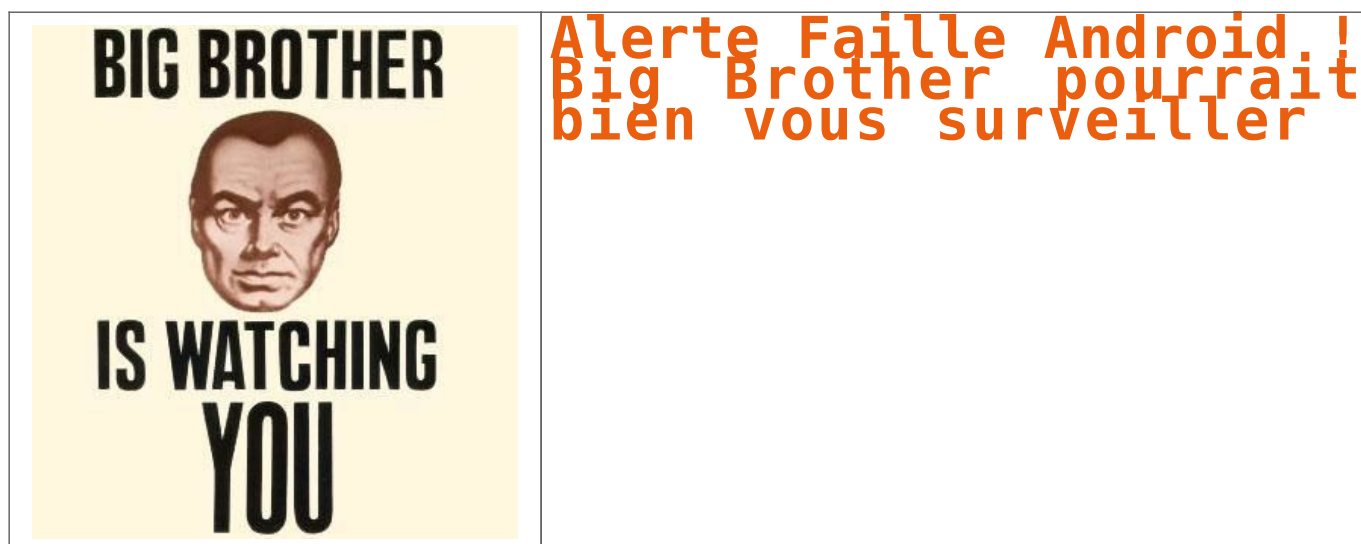 BIG BROTHER
IS WATCHING
YOU
Alerte Faille Android !
Big Brother pourrait
bien vous surveiller